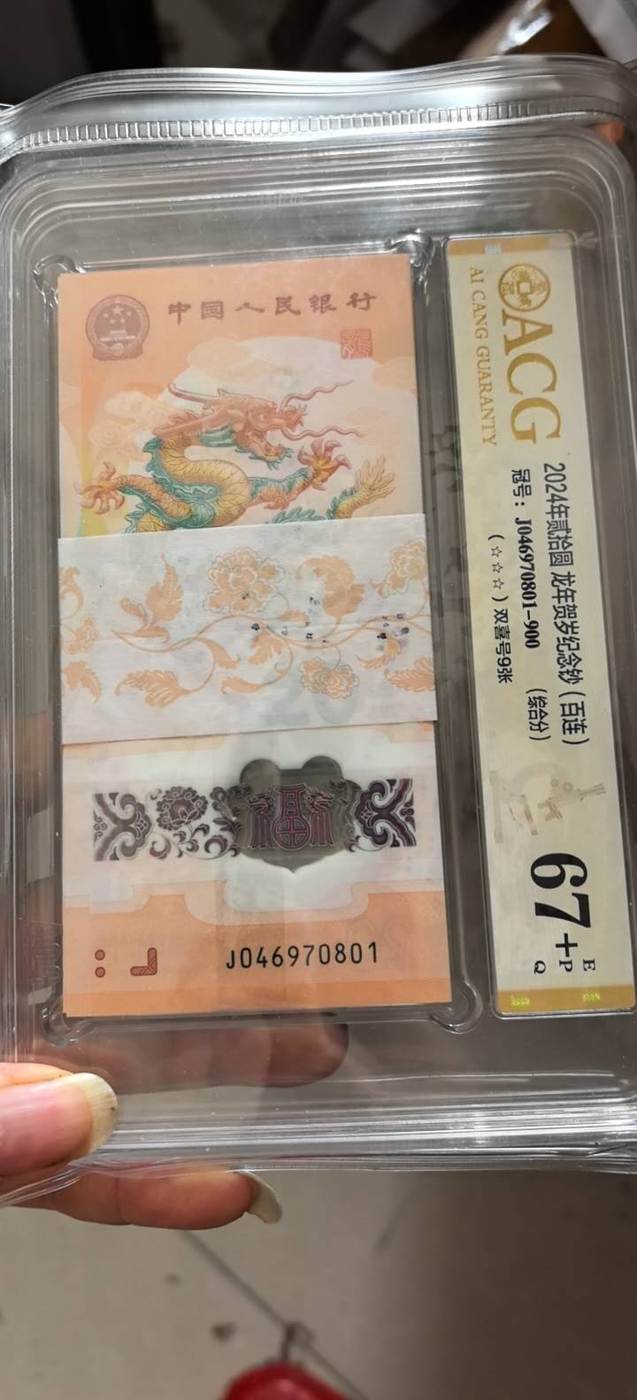 中国人民银行
J046970801
ACG
AI CANG GUARANTY
2024年贰拾圆 龙年贺岁纪念钞（百连）
冠号：J046970801-900
（综合分）
（☆☆☆）双喜号9张
67+
E
P
Q